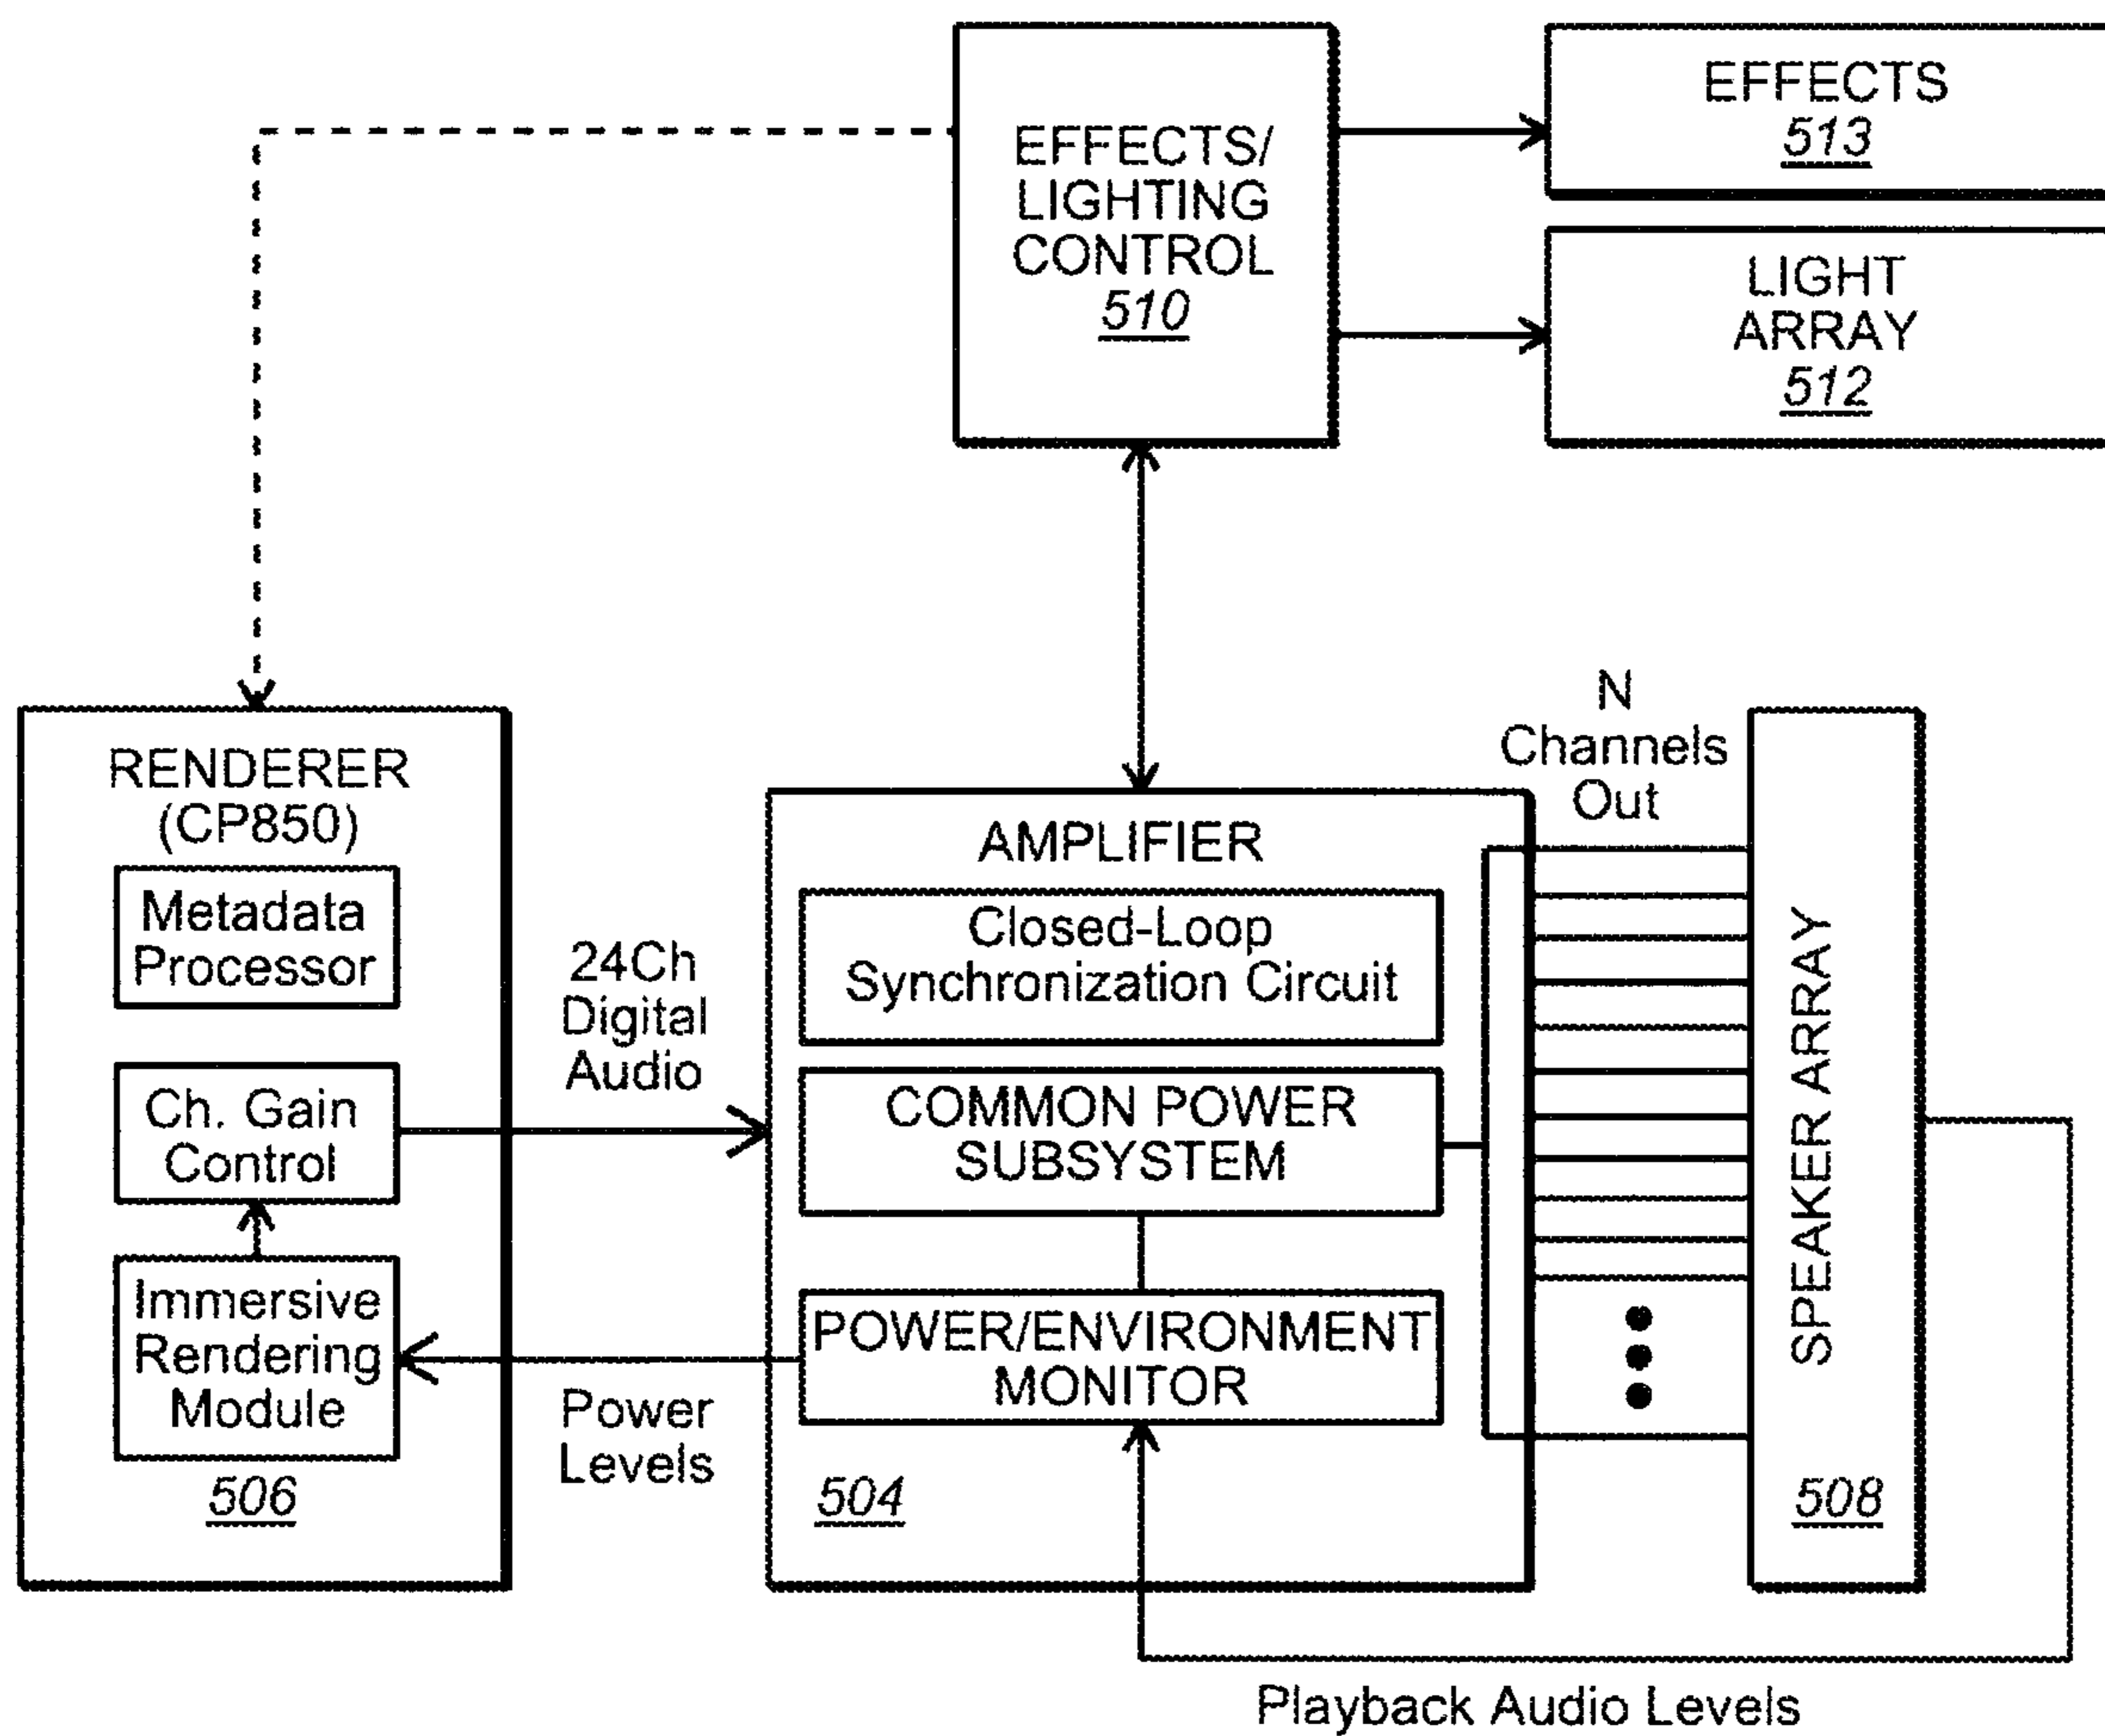 EFFECTS/
LIGHTING
CONTROL
510
EFFECTS
513
LIGHT
ARRAY
512
RENDERER
(CP850)
Metadata
Processor
Ch. Gain
Control
Immersive
Rendering
Module
506
24Ch
Digital
Audio
Power
Levels
AMPLIFIER
Closed-Loop
Synchronization Circuit
COMMON POWER
SUBSYSTEM
POWER/ENVIRONMENT
MONITOR
504
N
Channels
Out
SPEAKER ARRAY
508
Playback Audio Levels